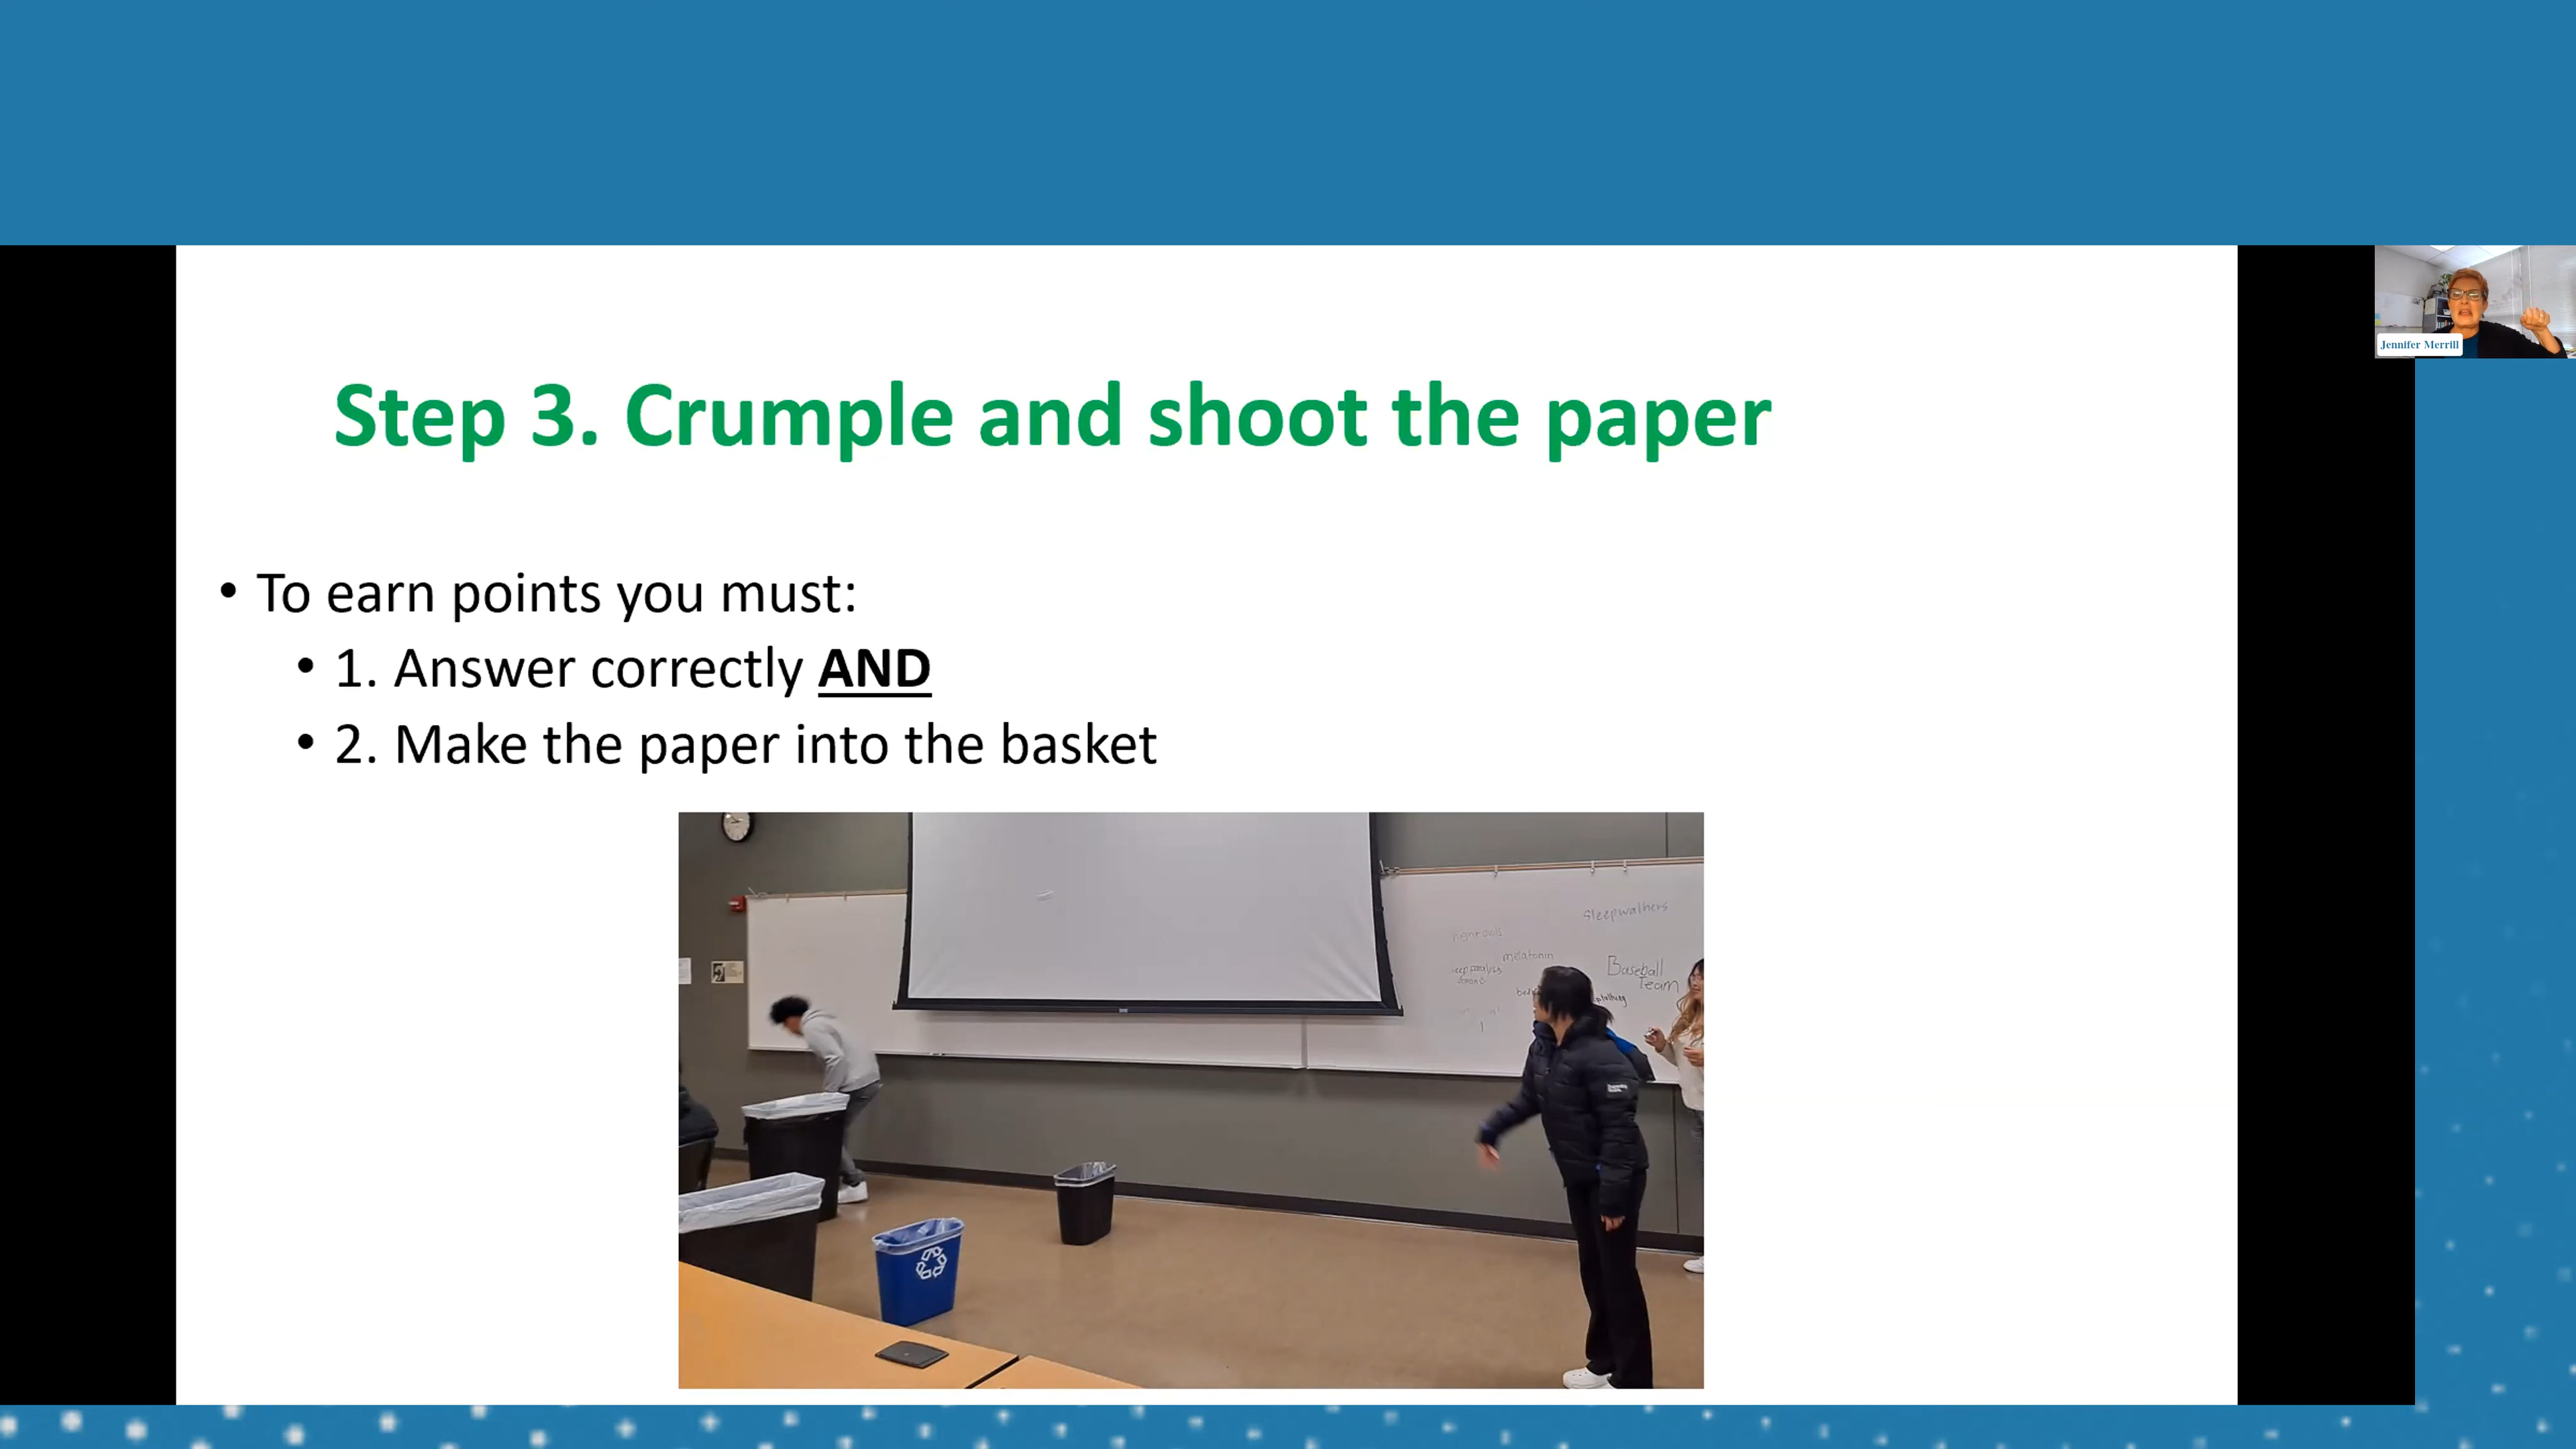 Step 3. Crumple and shoot the paper
Jennifer Merrill
• To earn points you must:
• 1. Answer correctly AND
• 2. Make the paper into the basket
Sleepwalkers
melatonin
Baseball
Team